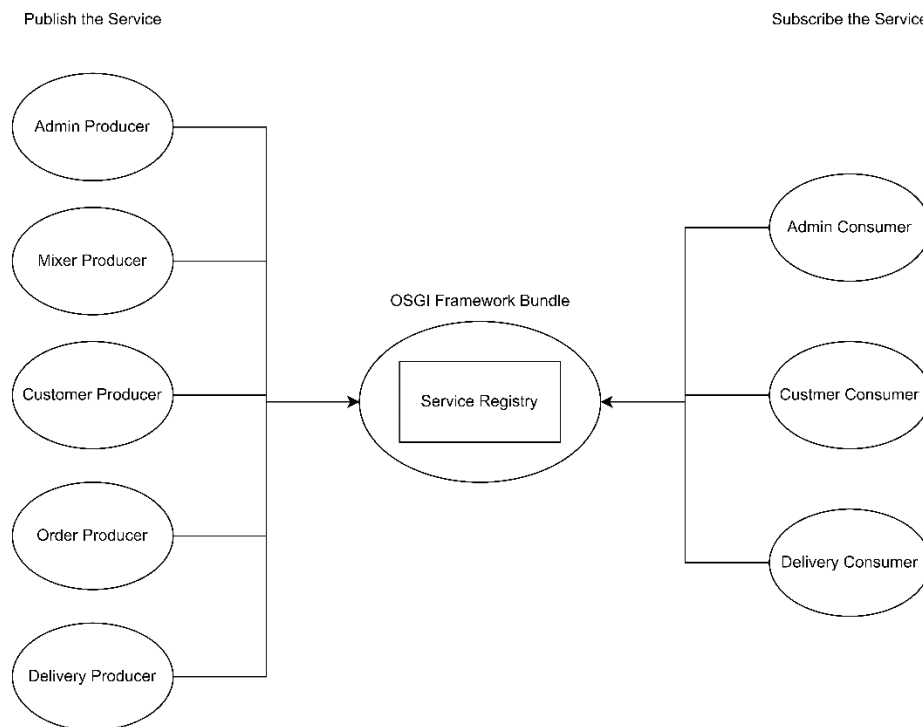 Publish the Service
Subscribe the Service
Admin Producer
Mixer Producer
Customer Producer
Order Producer
Delivery Producer
OSGI Framework Bundle
Service Registry
Admin Consumer
Custmer Consumer
Delivery Consumer